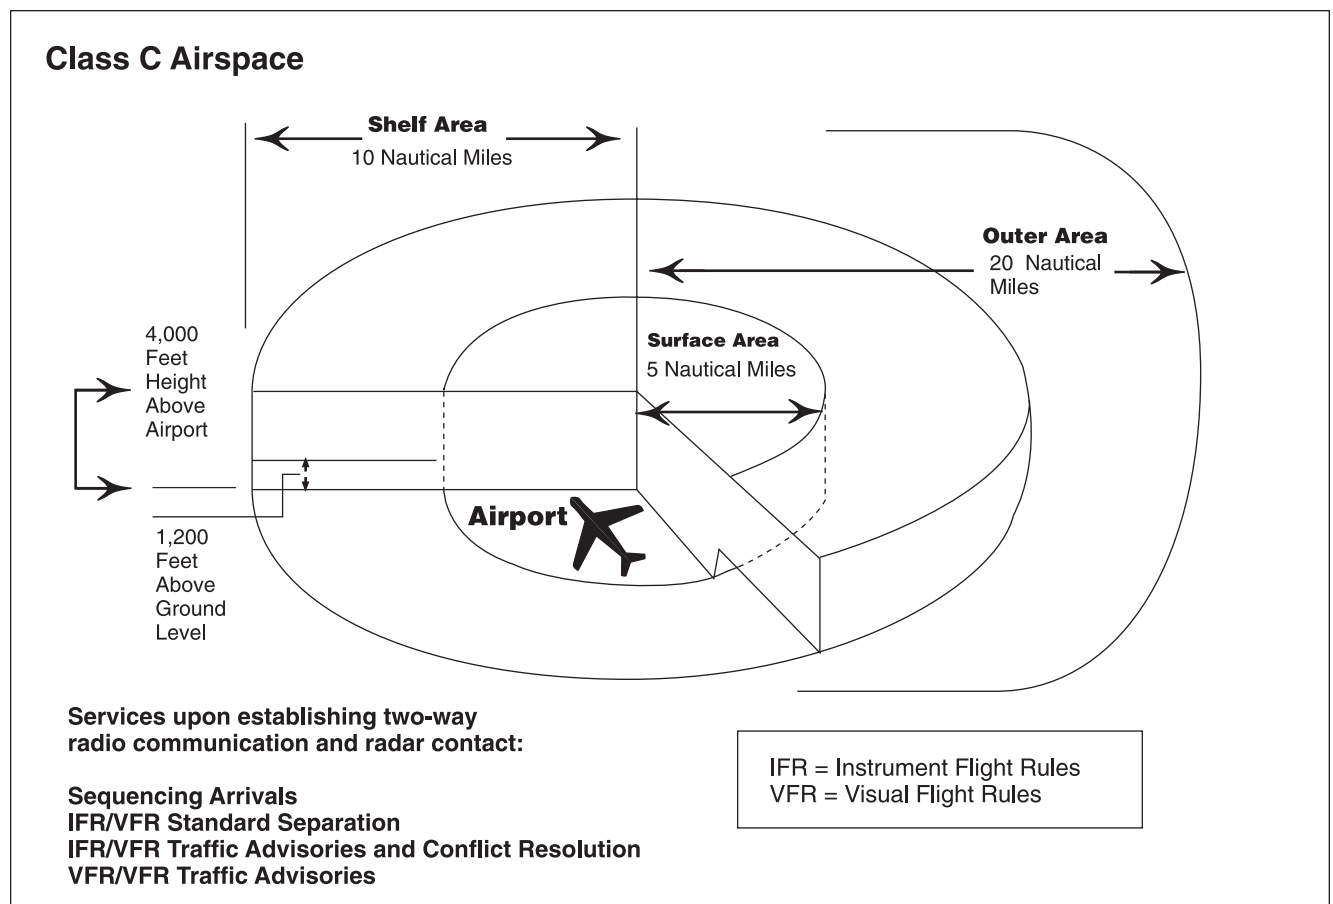 Class C Airspace
Shelf Area
10 Nautical Miles
Outer Area
20 Nautical
Miles
Surface Area
5 Nautical Miles
4,000
Feet
Height
Above
Airport
Airport
1,200
Feet
Above
Ground
Level
Services upon establishing two-way
radio communication and radar contact:
Sequencing Arrivals
IFR/VFR Standard Separation
IFR/VFR Traffic Advisories and Conflict Resolution
VFR/VFR Traffic Advisories
IFR = Instrument Flight Rules
VFR = Visual Flight Rules